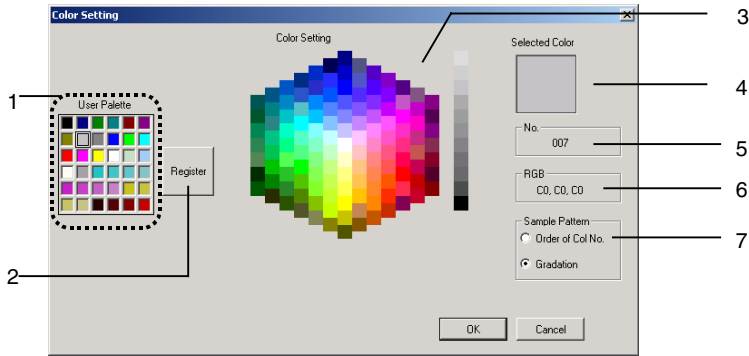 Color Setting
3
Color Setting
Selected Color
4
1
User Palette
No.
007
5
Register
RGB
C0, C0, C0
6
Sample Pattern
Order of Col No.
7
Gradation
2
OK
Cancel